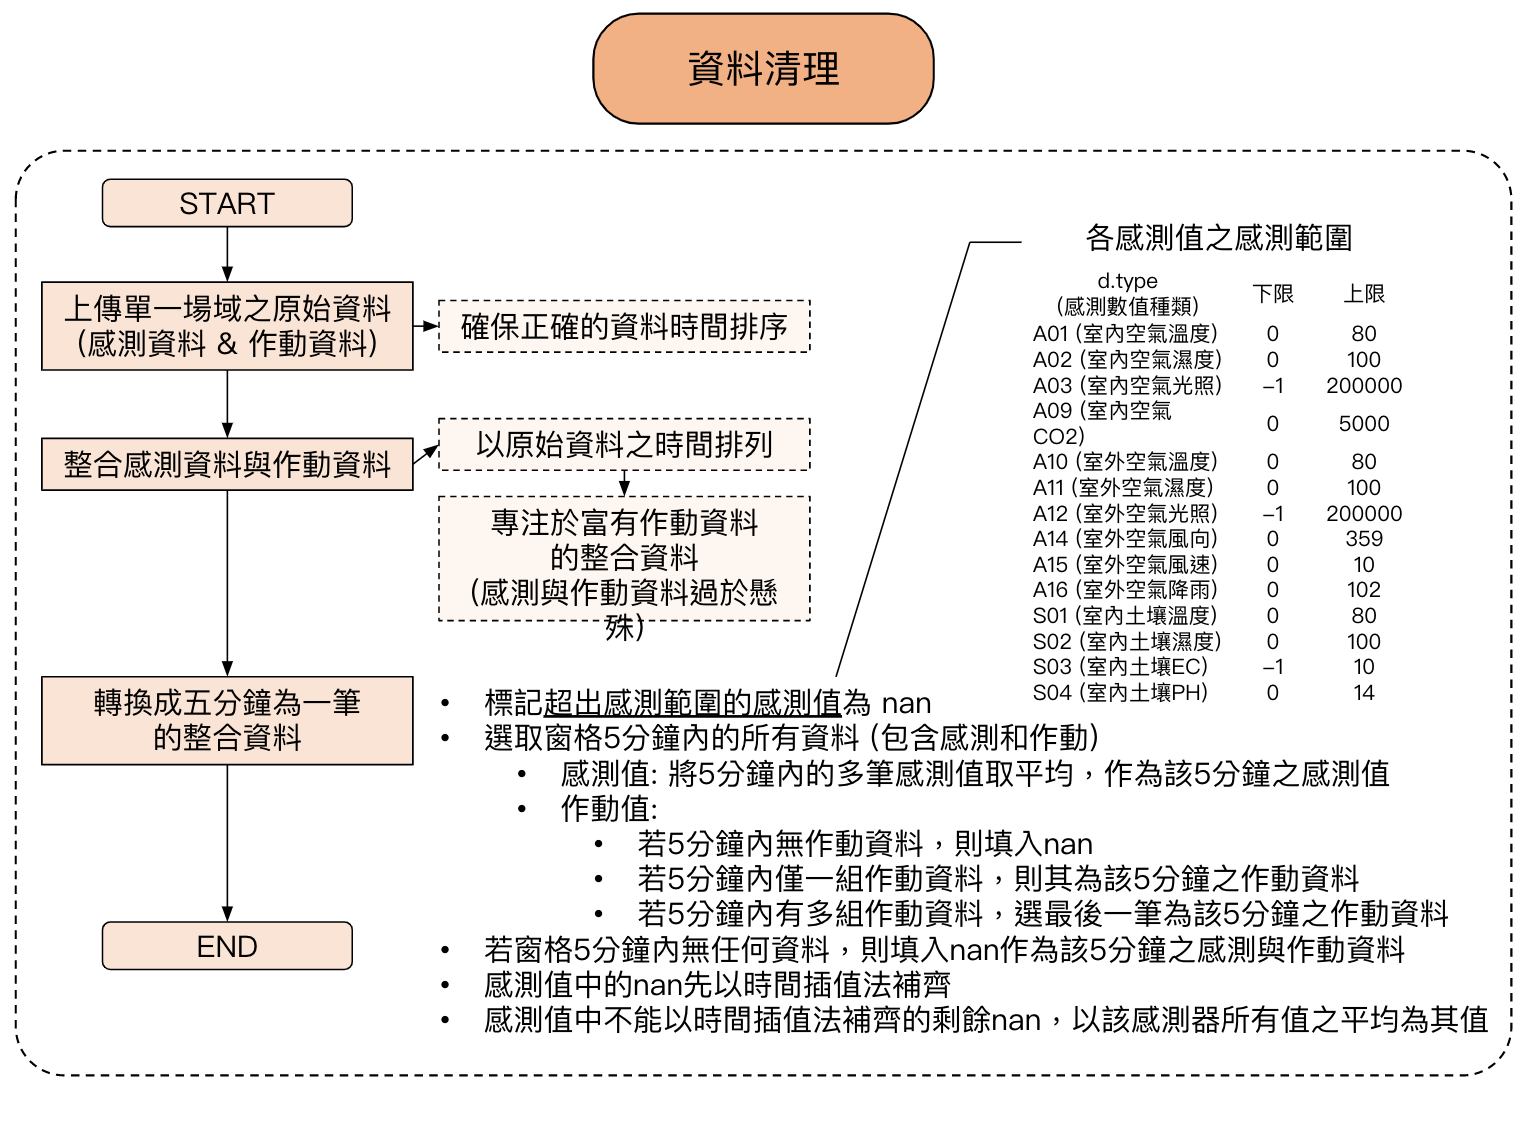 資料清理
START
上傳單一場域之原始資料
(感測資料 & 作動資料)
確保正確的資料時間排序
整合感測資料與作動資料
以原始資料之時間排列
專注於富有作動資料
的整合資料
(感測與作動資料過於懸
殊)
轉換成五分鐘為一筆
的整合資料
END
各感測值之感測範圍
d.type
(感測數值種類) 下限 上限
A01 (室內空氣溫度) 0 80
A02 (室內空氣濕度) 0 100
A03 (室內空氣光照) –1 200000
A09 (室內空氣
CO2) 0 5000
A10 (室外空氣溫度) 0 80
A11 (室外空氣濕度) 0 100
A12 (室外空氣光照) –1 200000
A14 (室外空氣風向) 0 359
A15 (室外空氣風速) 0 10
A16 (室外空氣降雨) 0 102
S01 (室內土壤溫度) 0 80
S02 (室內土壤濕度) 0 100
S03 (室內土壤EC) –1 10
S04 (室內土壤PH) 0 14
• 標記超出感測範圍的感測值為 nan
• 選取窗格5分鐘內的所有資料 (包含感測和作動)
• 感測值: 將5分鐘內的多筆感測值取平均，作為該5分鐘之感測值
• 作動值:
• 若5分鐘內無作動資料，則填入nan
• 若5分鐘內僅一組作動資料，則其為該5分鐘之作動資料
• 若5分鐘內有多組作動資料，選最後一筆為該5分鐘之作動資料
• 若窗格5分鐘內無任何資料，則填入nan作為該5分鐘之感測與作動資料
• 感測值中的nan先以時間插值法補齊
• 感測值中不能以時間插值法補齊的剩餘nan，以該感測器所有值之平均為其值